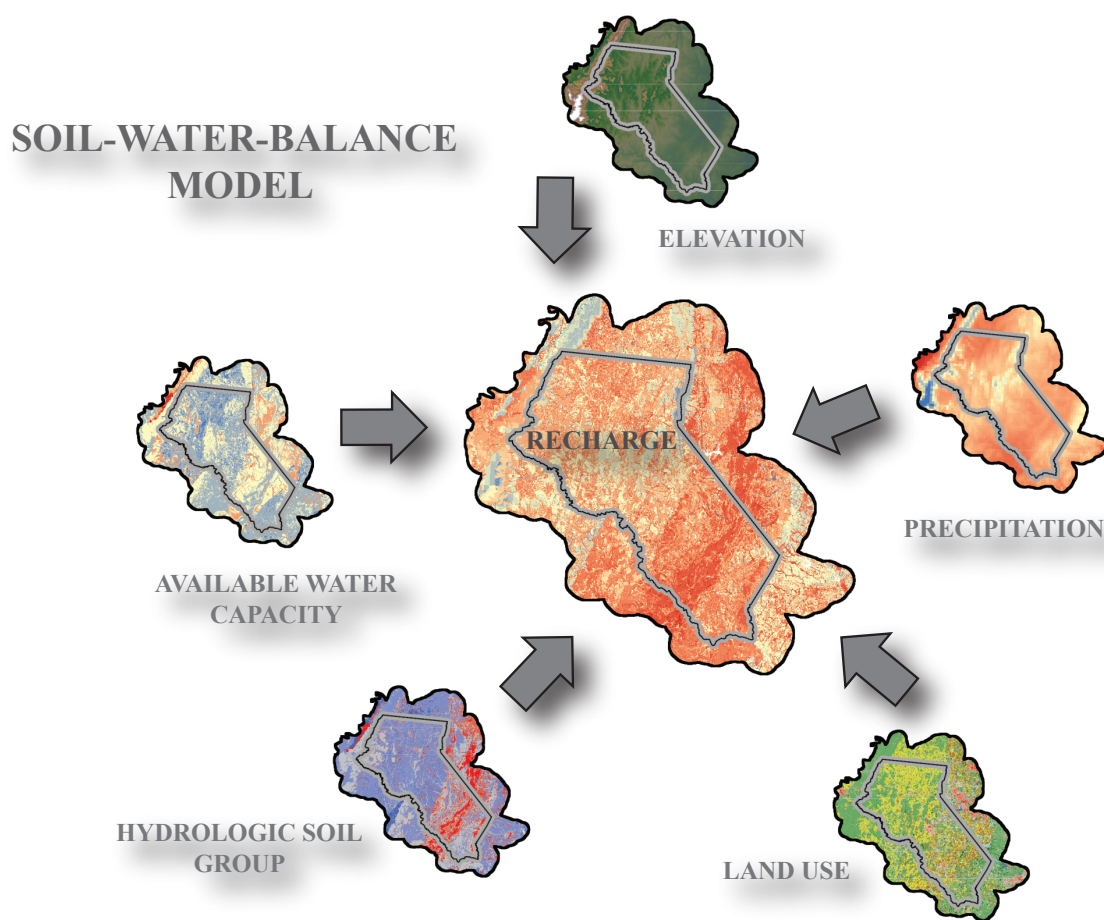 SOIL-WATER-BALANCE
MODEL
ELEVATION
RECHARGE
PRECIPITATION
AVAILABLE WATER
CAPACITY
HYDROLOGIC SOIL
GROUP
LAND USE